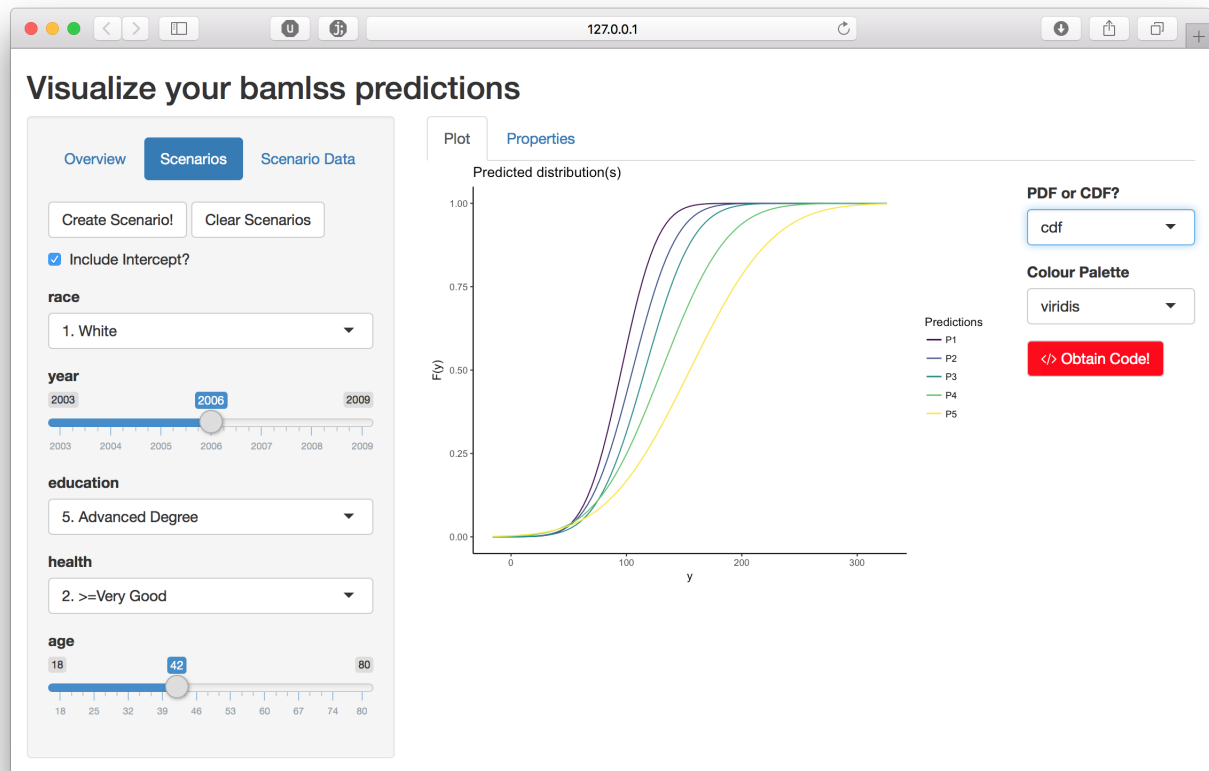 127.0.0.1
Visualize your bamlss predictions
Overview Scenarios Scenario Data
Create Scenario! Clear Scenarios
Include Intercept?
race
1. White
year
2003 2006 2009
2003 2004 2005 2006 2007 2008 2009
education
5. Advanced Degree
health
2. >=Very Good
age
18 42 80
18 25 32 39 46 53 60 67 74 80
Plot Properties
Predicted distribution(s)
1.00
0.75
0.50
0.25
0.00
F(y)
0 100 200 300
y
Predictions
P1
P2
P3
P4
P5
PDF or CDF?
cdf
Colour Palette
viridis
</> Obtain Code!